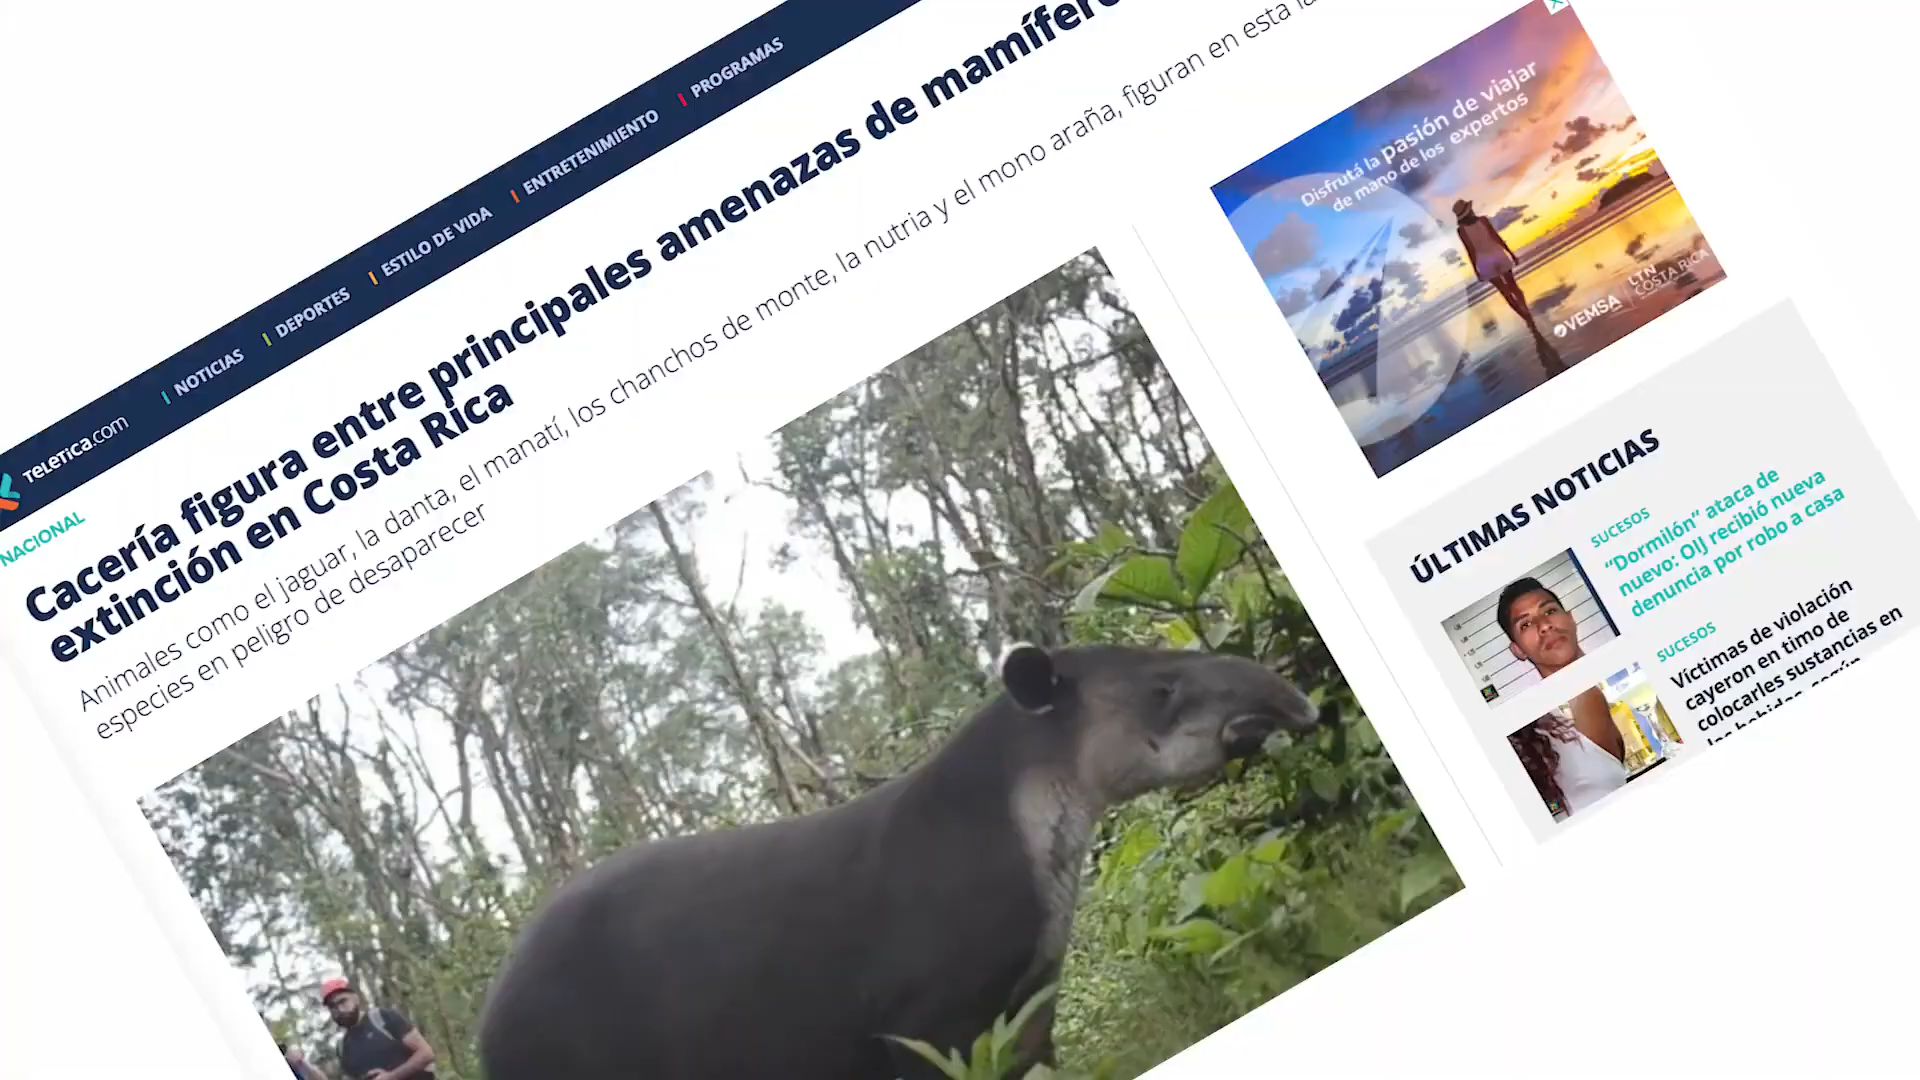 TELETICA.com
NOTICIAS
DEPORTES
ESTILO DE VIDA
ENTRETENIMIENTO
PROGRAMAS
NACIONAL
Cacería figura entre principales amenazas de
extinción en Costa Rica
Animales como el jaguar, la danta, el manatí, los chanchos de monte, la nutria y el mono araña, figuran en esta
especies en peligro de desaparecer
Disfrutá la pasión de viajar
de mano de los expertos
VEMSA
LTN
COSTA RICA
ÚLTIMAS NOTICIAS
SUCESOS
“Dormilón” ataca de
nuevo: OIJ recibió nueva
denuncia por robo a casa
SUCESOS
Víctimas de violación
cayeron en timo de
colocarles sustancias en